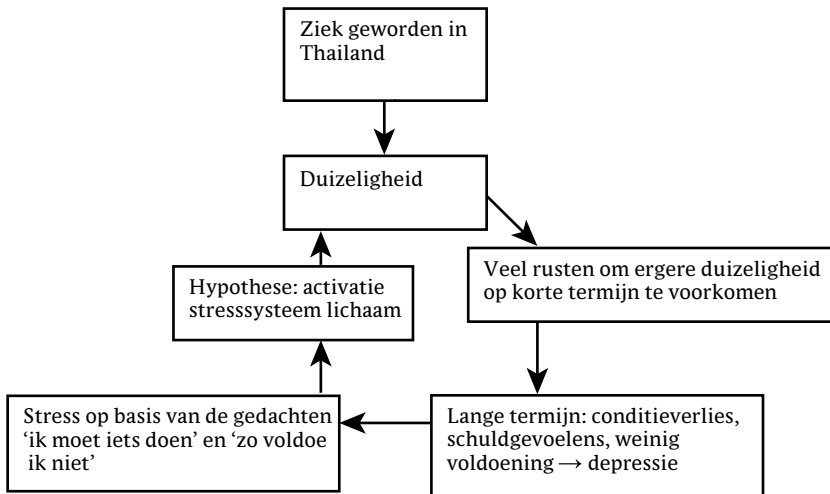 Ziek geworden in
Thailand
Duizeligheid
Veel rusten om ergere duizeligheid
op korte termijn te voorkomen
Hypothese: activatie
stresssysteem lichaam
Stress op basis van de gedachten
‘ik moet iets doen’ en ‘zo voldoe
ik niet’
Lange termijn: conditieverlies,
schuldgevoelens, weinig
voldoening → depressie